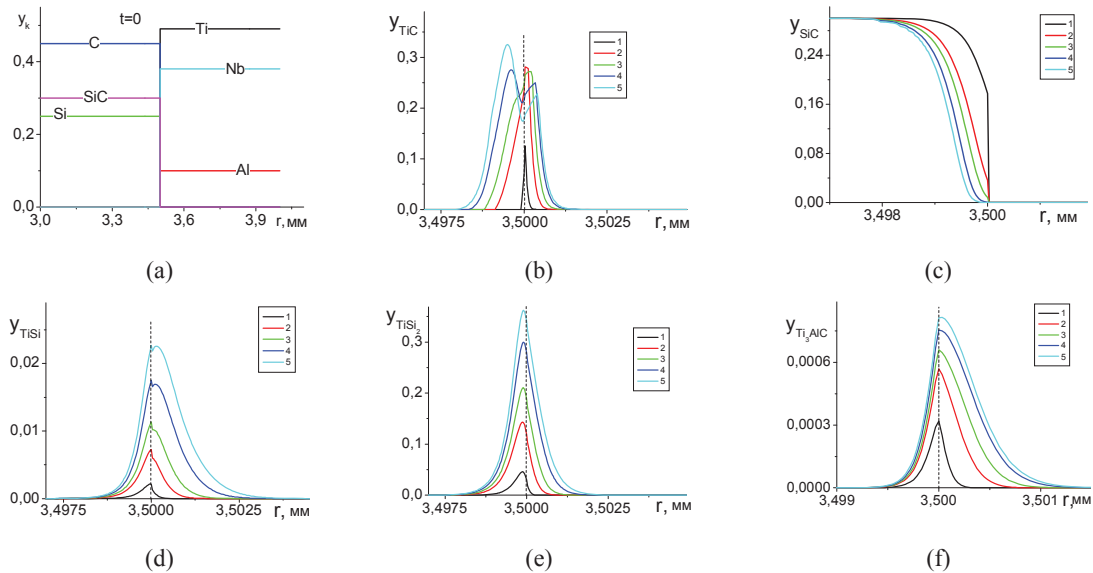 y_k
t=0
C
Ti
0,4
Nb
SiC
Si
0,2
Al
0,0
3,0 3,3 3,6 3,9
r, мм
(a)
y_TiC
1
2
3
4
5
0,4
0,3
0,2
0,1
0,0
3,4975 3,5000 3,5025
r, мм
(b)
y_SiC
1
2
3
4
5
0,24
0,16
0,08
0,00
3,498 3,500
r, мм
(c)
y_TiSi
1
2
3
4
5
0,02
0,01
0,00
3,4975 3,5000 3,5025
r, мм
(d)
y_TiSi_2
1
2
3
4
5
0,3
0,2
0,1
0,0
3,4975 3,5000 3,5025
r, мм
(e)
y_Ti_3AlC
1
2
3
4
5
0,0006
0,0003
0,0000
3,499 3,500 3,501
r, мм
(f)